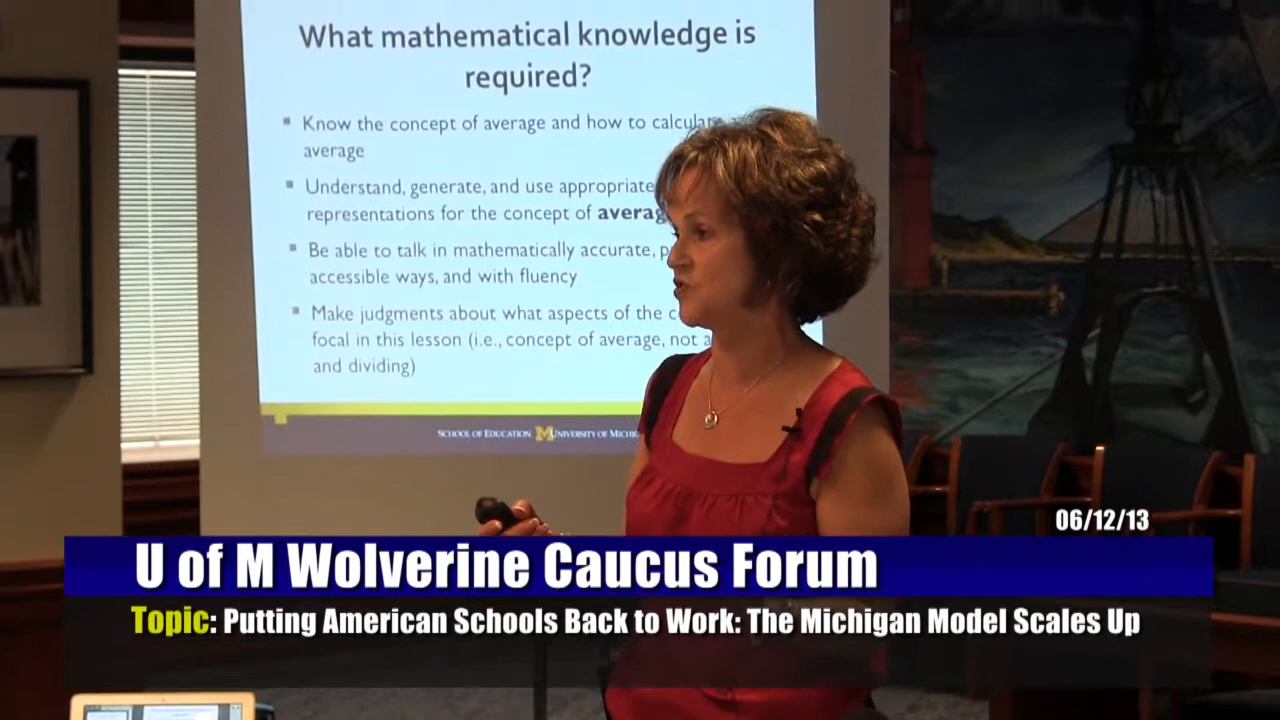 What mathematical knowledge is
required?
Know the concept of average and how to
average
Understand, generate, and use appropriate
representations for the concept of
Be able to talk in mathematically accurate,
accessible ways, and with fluency
Make judgments about what aspects of the
focal in this lesson (i.e., concept of average, not
and dividing)
SCHOOL OF EDUCATION M UNIVERSITY OF
06/12/13
U of M Wolverine Caucus Forum
Topic: Putting American Schools Back to Work: The Michigan Model Scales Up